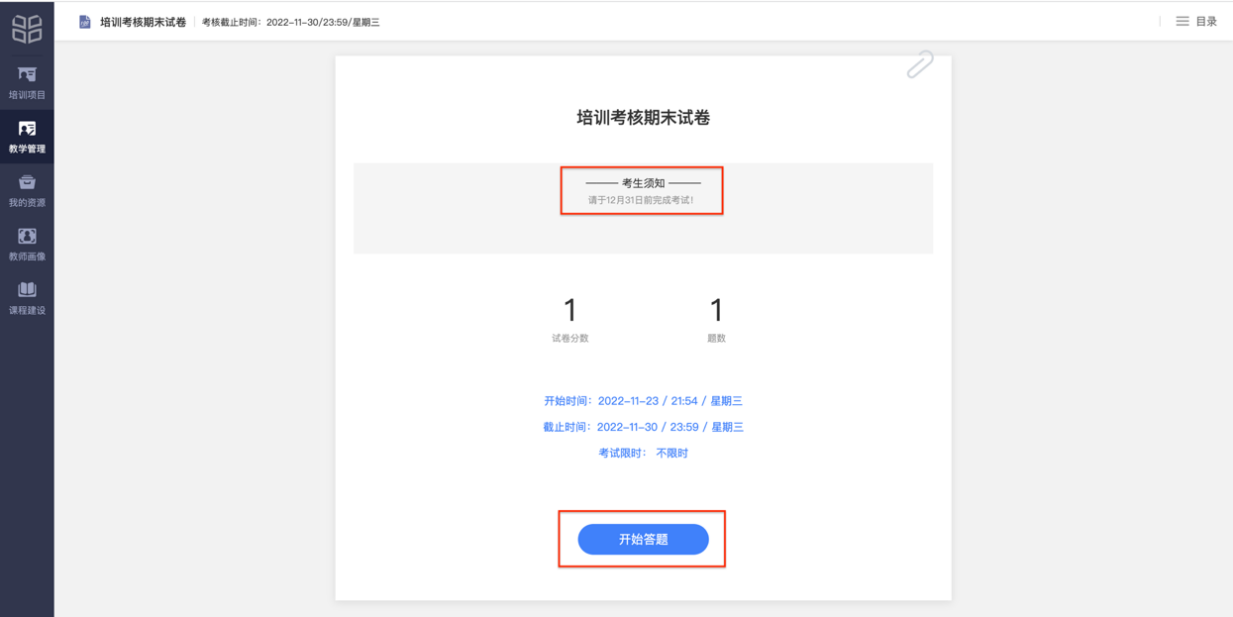 培训考核期末试卷 考核截止时间：2022-11-30/23:59/星期三 目录
培训项目
教学管理
我的资源
教师画像
课程建设
培训考核期末试卷
考生须知
请于12月31日前完成考试！
1 1
试卷分数 题数
开始时间：2022-11-23 / 21:54 / 星期三
截止时间：2022-11-30 / 23:59 / 星期三
考试限时： 不限时
开始答题